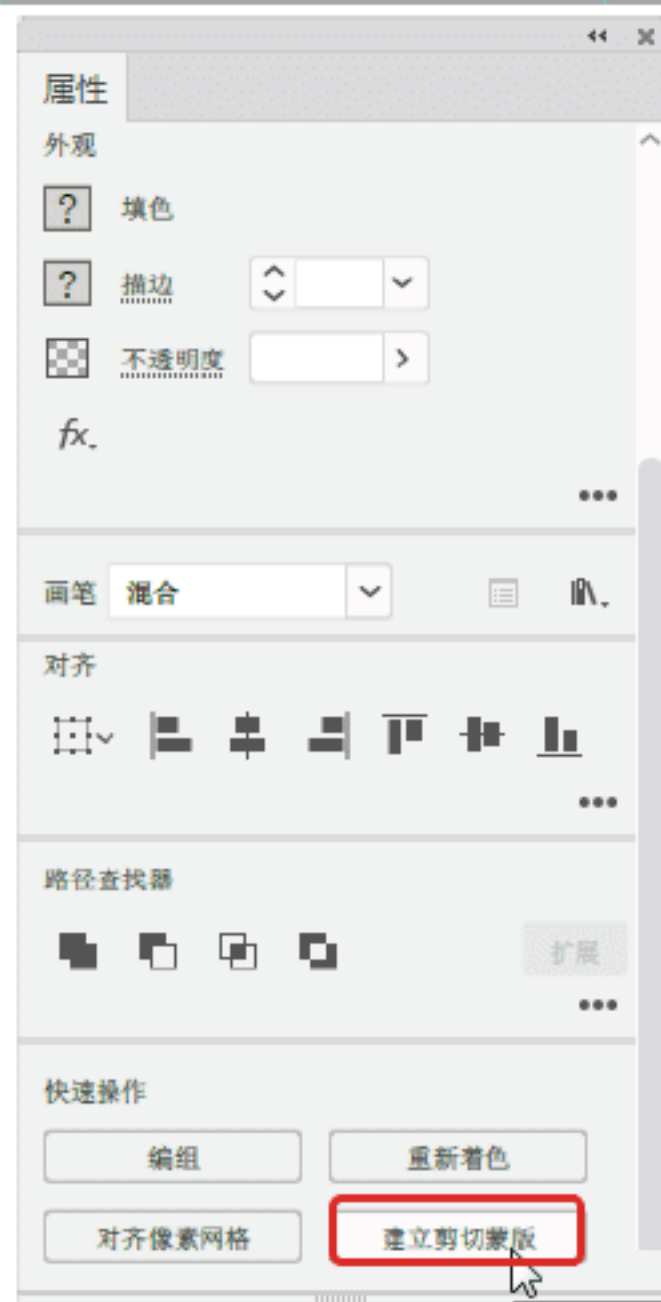 属性
外观
? 填色
? 描边
不透明度
fx.
画笔 混合
对齐
路径查找器
扩展
快速操作
编组 重新着色
对齐像素网格 建立剪切蒙版